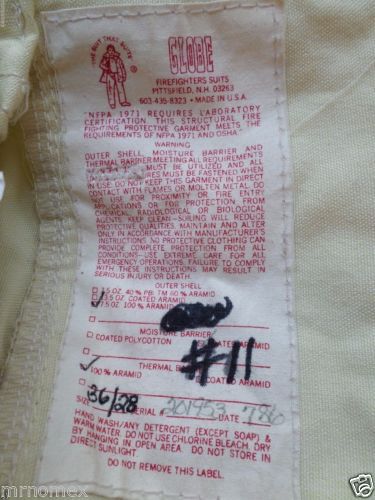 THE SUIT THAT SUITS
GLOBE
FIREFIGHTERS SUITS
PITTSFIELD, N.H. 03263
603-435-8323 • MADE IN U.S.A.
"NFPA 1971 REQUIRES LABORATORY
CERTIFICATION. THIS STRUCTURAL FIRE
FIGHTING PROTECTIVE GARMENT MEETS THE
REQUIREMENTS OF NFPA 1971 AND OSHA".
WARNING
OUTER SHELL, MOISTURE BARRIER AND
THERMAL BARRIER MEETING ALL REQUIREMENTS
MUST BE UTILIZED AND ALL
MUST BE FASTENED WHEN
IN USE. DO NOT KEEP THIS GARMENT IN DIRECT
CONTACT WITH FLAMES OR MOLTEN METAL. DO
NOT USE FOR PROXIMITY OR FIRE ENTRY
APPLICATIONS OR FOR PROTECTION FROM
CHEMICAL, RADIOLOGICAL OR BIOLOGICAL
AGENTS. KEEP CLEAN—SOILING WILL REDUCE
PROTECTIVE QUALITIES. MAINTAIN AND ALTER
ONLY IN ACCORDANCE WITH MANUFACTURER'S
INSTRUCTIONS. NO PROTECTIVE CLOTHING CAN
PROVIDE COMPLETE PROTECTION FROM ALL
CONDITIONS—USE EXTREME CARE FOR ALL
EMERGENCY OPERATIONS. FAILURE TO COMPLY
WITH THESE INSTRUCTIONS MAY RESULT IN
SERIOUS INJURY OR DEATH.
OUTER SHELL
7.5 OZ. 40% PBI TM 60% ARAMID
OZ. COATED ARAMID
7.5 OZ. 100% ARAMID
MOISTURE BARRIER
COATED POLYCOTTON COATED ARAMID
#11
THERMAL
100% ARAMID
SIZE 36/28 SERIAL 201953 DATE 786
HAND WASH/ANY DETERGENT (EXCEPT SOAP) &
WARM WATER. DO NOT USE CHLORINE BLEACH. DRY
BY HANGING IN OPEN AREA. DO NOT DRY IN
DIRECT SUNLIGHT.
DO NOT REMOVE THIS LABEL.
© mrnomex